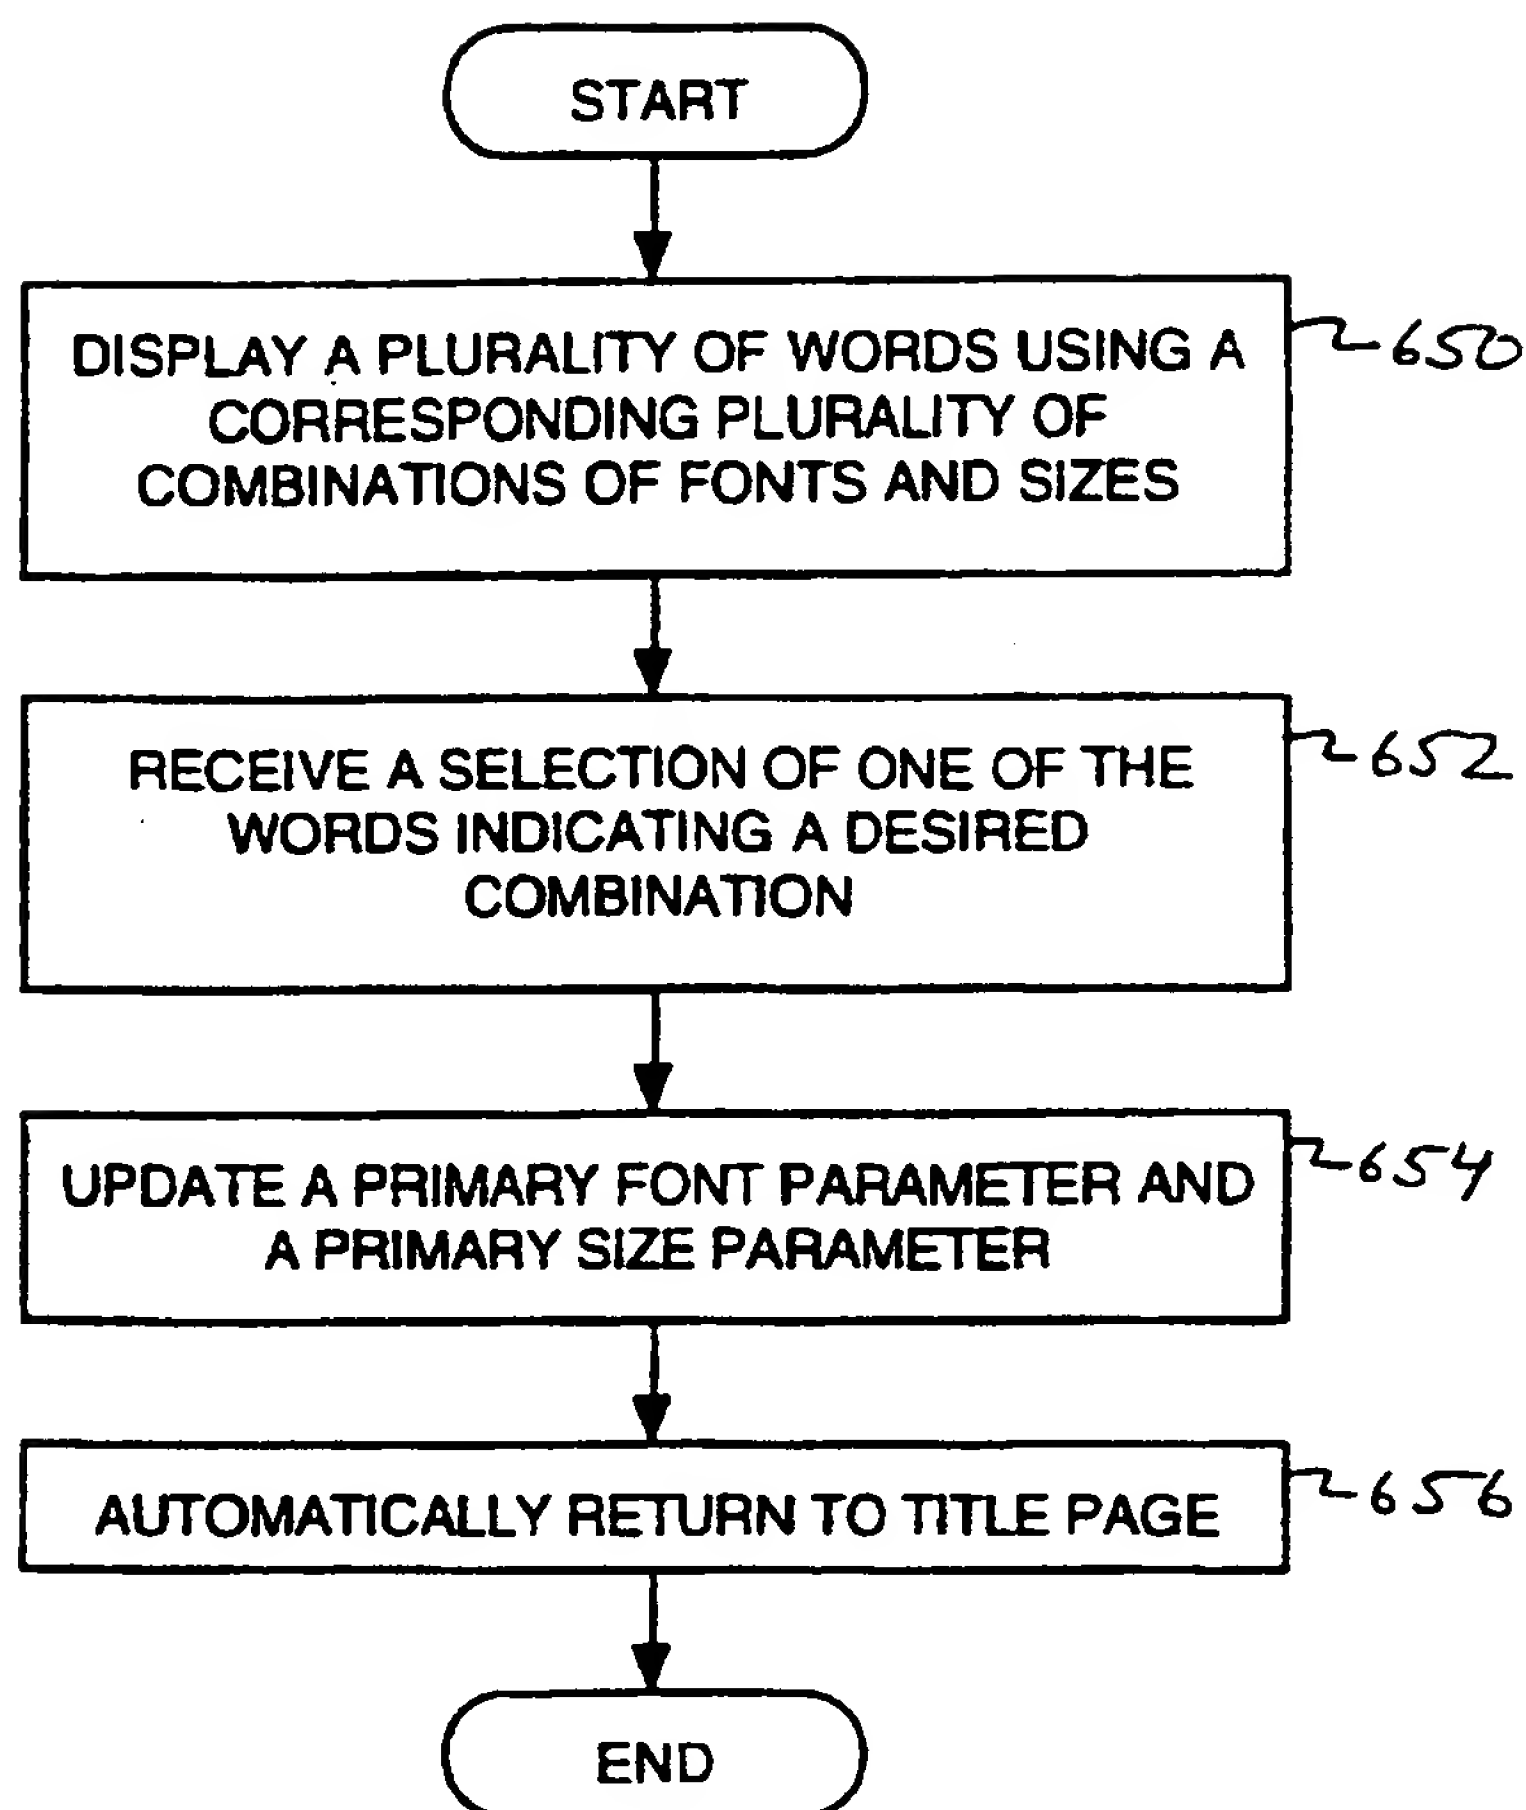 START
DISPLAY A PLURALITY OF WORDS USING A
CORRESPONDING PLURALITY OF
COMBINATIONS OF FONTS AND SIZES
650
RECEIVE A SELECTION OF ONE OF THE
WORDS INDICATING A DESIRED
COMBINATION
652
UPDATE A PRIMARY FONT PARAMETER AND
A PRIMARY SIZE PARAMETER
654
AUTOMATICALLY RETURN TO TITLE PAGE
656
END